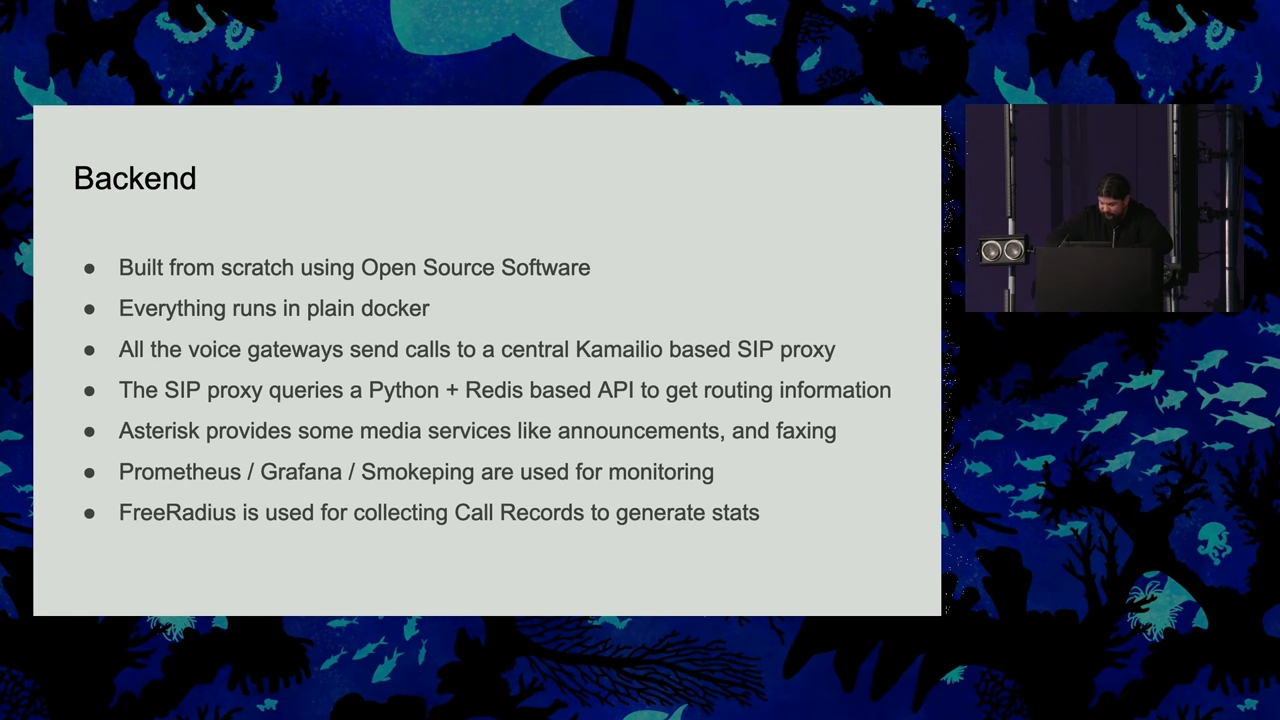 Backend
● Built from scratch using Open Source Software
● Everything runs in plain docker
● All the voice gateways send calls to a central Kamailio based SIP proxy
● The SIP proxy queries a Python + Redis based API to get routing information
● Asterisk provides some media services like announcements, and faxing
● Prometheus / Grafana / Smokeping are used for monitoring
● FreeRadius is used for collecting Call Records to generate stats